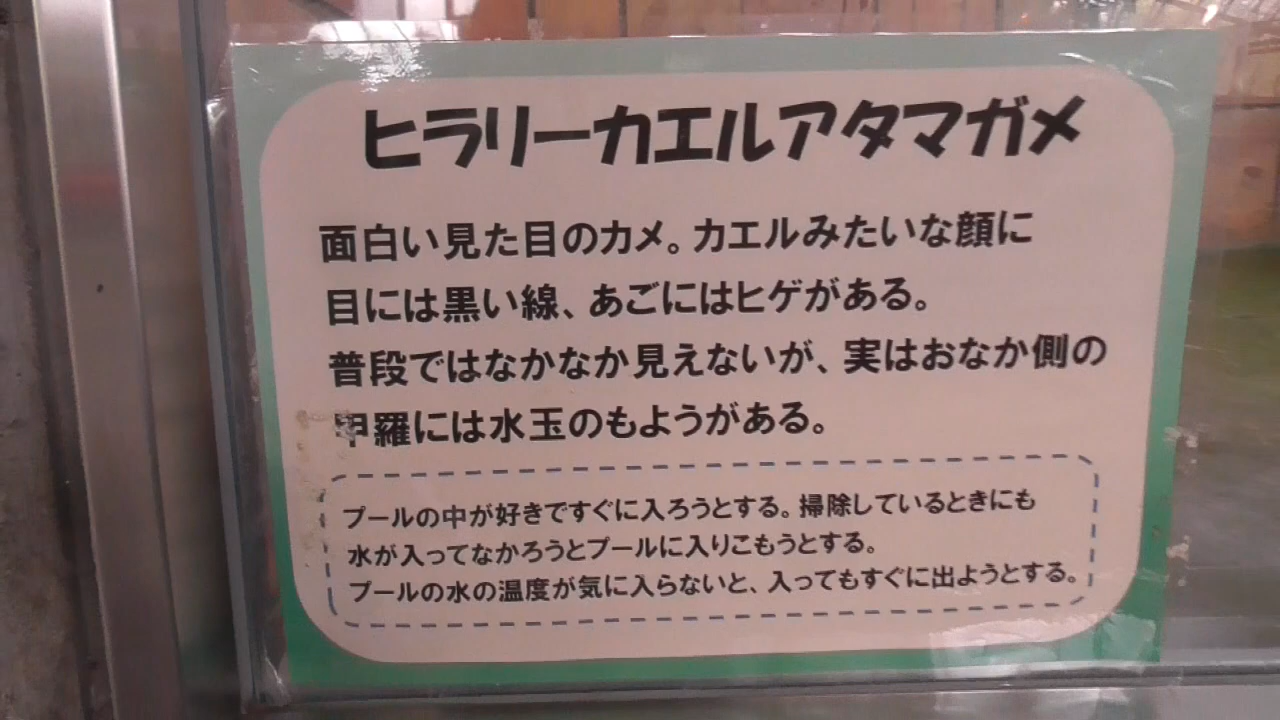 ヒラリーカエルアタマガメ
面白い見た目のカメ。カエルみたいな顔に
目には黒い線、あごにはヒゲがある。
普段ではなかなか見えないが、実はおなか側の
甲羅には水玉のもようがある。
プールの中が好きですぐに入ろうとする。掃除しているときにも
水が入ってなかろうとプールに入りこもうとする。
プールの水の温度が気に入らないと、入ってもすぐに出ようとする。